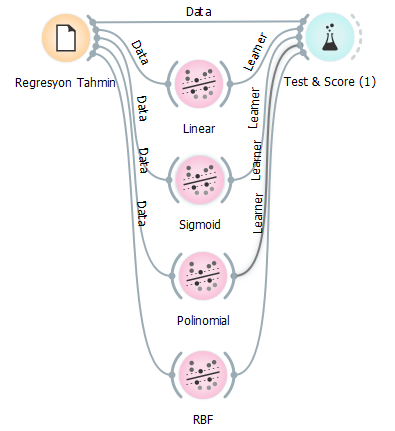 Data
Regresyon Tahmin
Test & Score (1)
Data
Learner
Linear
Data
Learner
Data
Learner
Sigmoid
Data
Learner
Polinomial
RBF